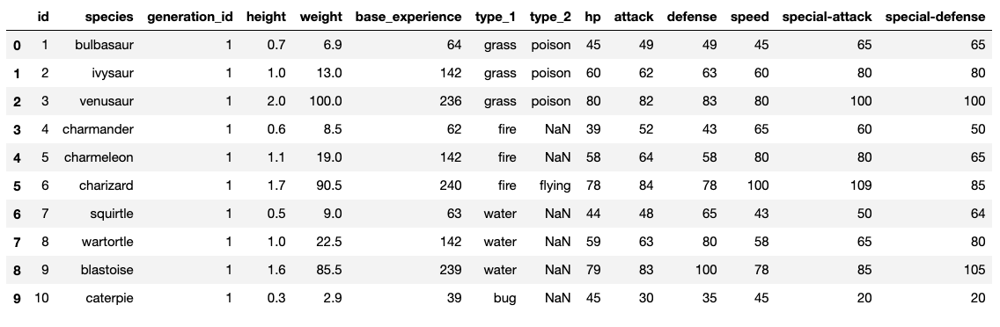 id species generation_id height weight base_experience type_1 type_2 hp attack defense speed special-attack special-defense
0 1 bulbasaur 1 0.7 6.9 64 grass poison 45 49 49 45 65 65
1 2 ivysaur 1 1.0 13.0 142 grass poison 60 62 63 60 80 80
2 3 venusaur 1 2.0 100.0 236 grass poison 80 82 83 80 100 100
3 4 charmander 1 0.6 8.5 62 fire NaN 39 52 43 65 60 50
4 5 charmeleon 1 1.1 19.0 142 fire NaN 58 64 58 80 80 65
5 6 charizard 1 1.7 90.5 240 fire flying 78 84 78 100 109 85
6 7 squirtle 1 0.5 9.0 63 water NaN 44 48 65 43 50 64
7 8 wartortle 1 1.0 22.5 142 water NaN 59 63 80 58 65 80
8 9 blastoise 1 1.6 85.5 239 water NaN 79 83 100 78 85 105
9 10 caterpie 1 0.3 2.9 39 bug NaN 45 30 35 45 20 20